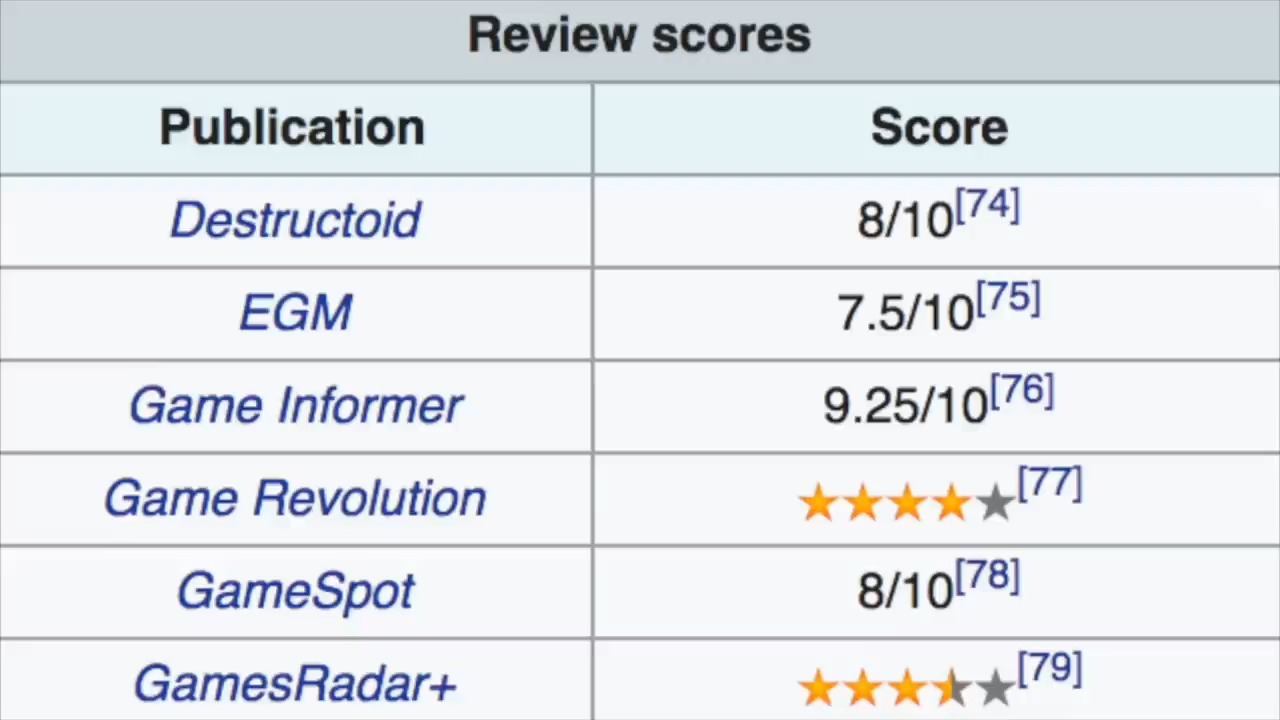 Review scores
Publication Score
Destructoid 8/10[74]
EGM 7.5/10[75]
Game Informer 9.25/10[76]
Game Revolution ★★★★★[77]
GameSpot 8/10[78]
GamesRadar+ ★★★★★[79]